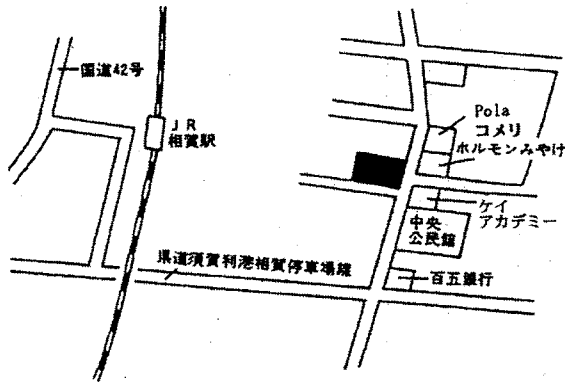 国道42号
JR
相賀駅
Pola
コメリ
ホルモンみやけ
ケイ
アカデミー
中央
公民館
県道須賀利港相賀停車場線
百五銀行